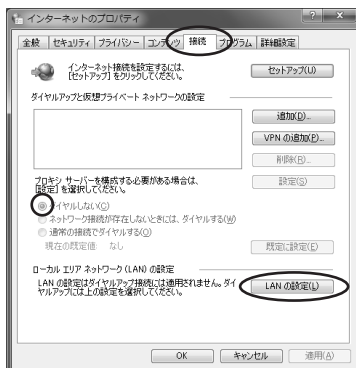 インターネットのプロパティ
全般 セキュリティ プライバシー コンテンツ 接続 プログラム 詳細設定
インターネット接続を設定するには、
[セットアップ] をクリックしてください。
セットアップ(U)
ダイヤルアップと仮想プライベート ネットワークの設定
追加(D)...
VPN の追加(P)...
削除(R)...
プロキシ サーバーを構成する必要がある場合は、
[設定] を選択してください。
設定(S)
ダイヤルしない(C)
ネットワーク接続が存在しないときには、ダイヤルする(W)
通常の接続でダイヤルする(O)
現在の既定値: なし
既定に設定(E)
ローカル エリア ネットワーク (LAN) の設定
LAN の設定はダイヤルアップ接続には適用されません。ダイ
ヤルアップには上の設定を選択してください。
LAN の設定(L)
OK キャンセル 適用(A)